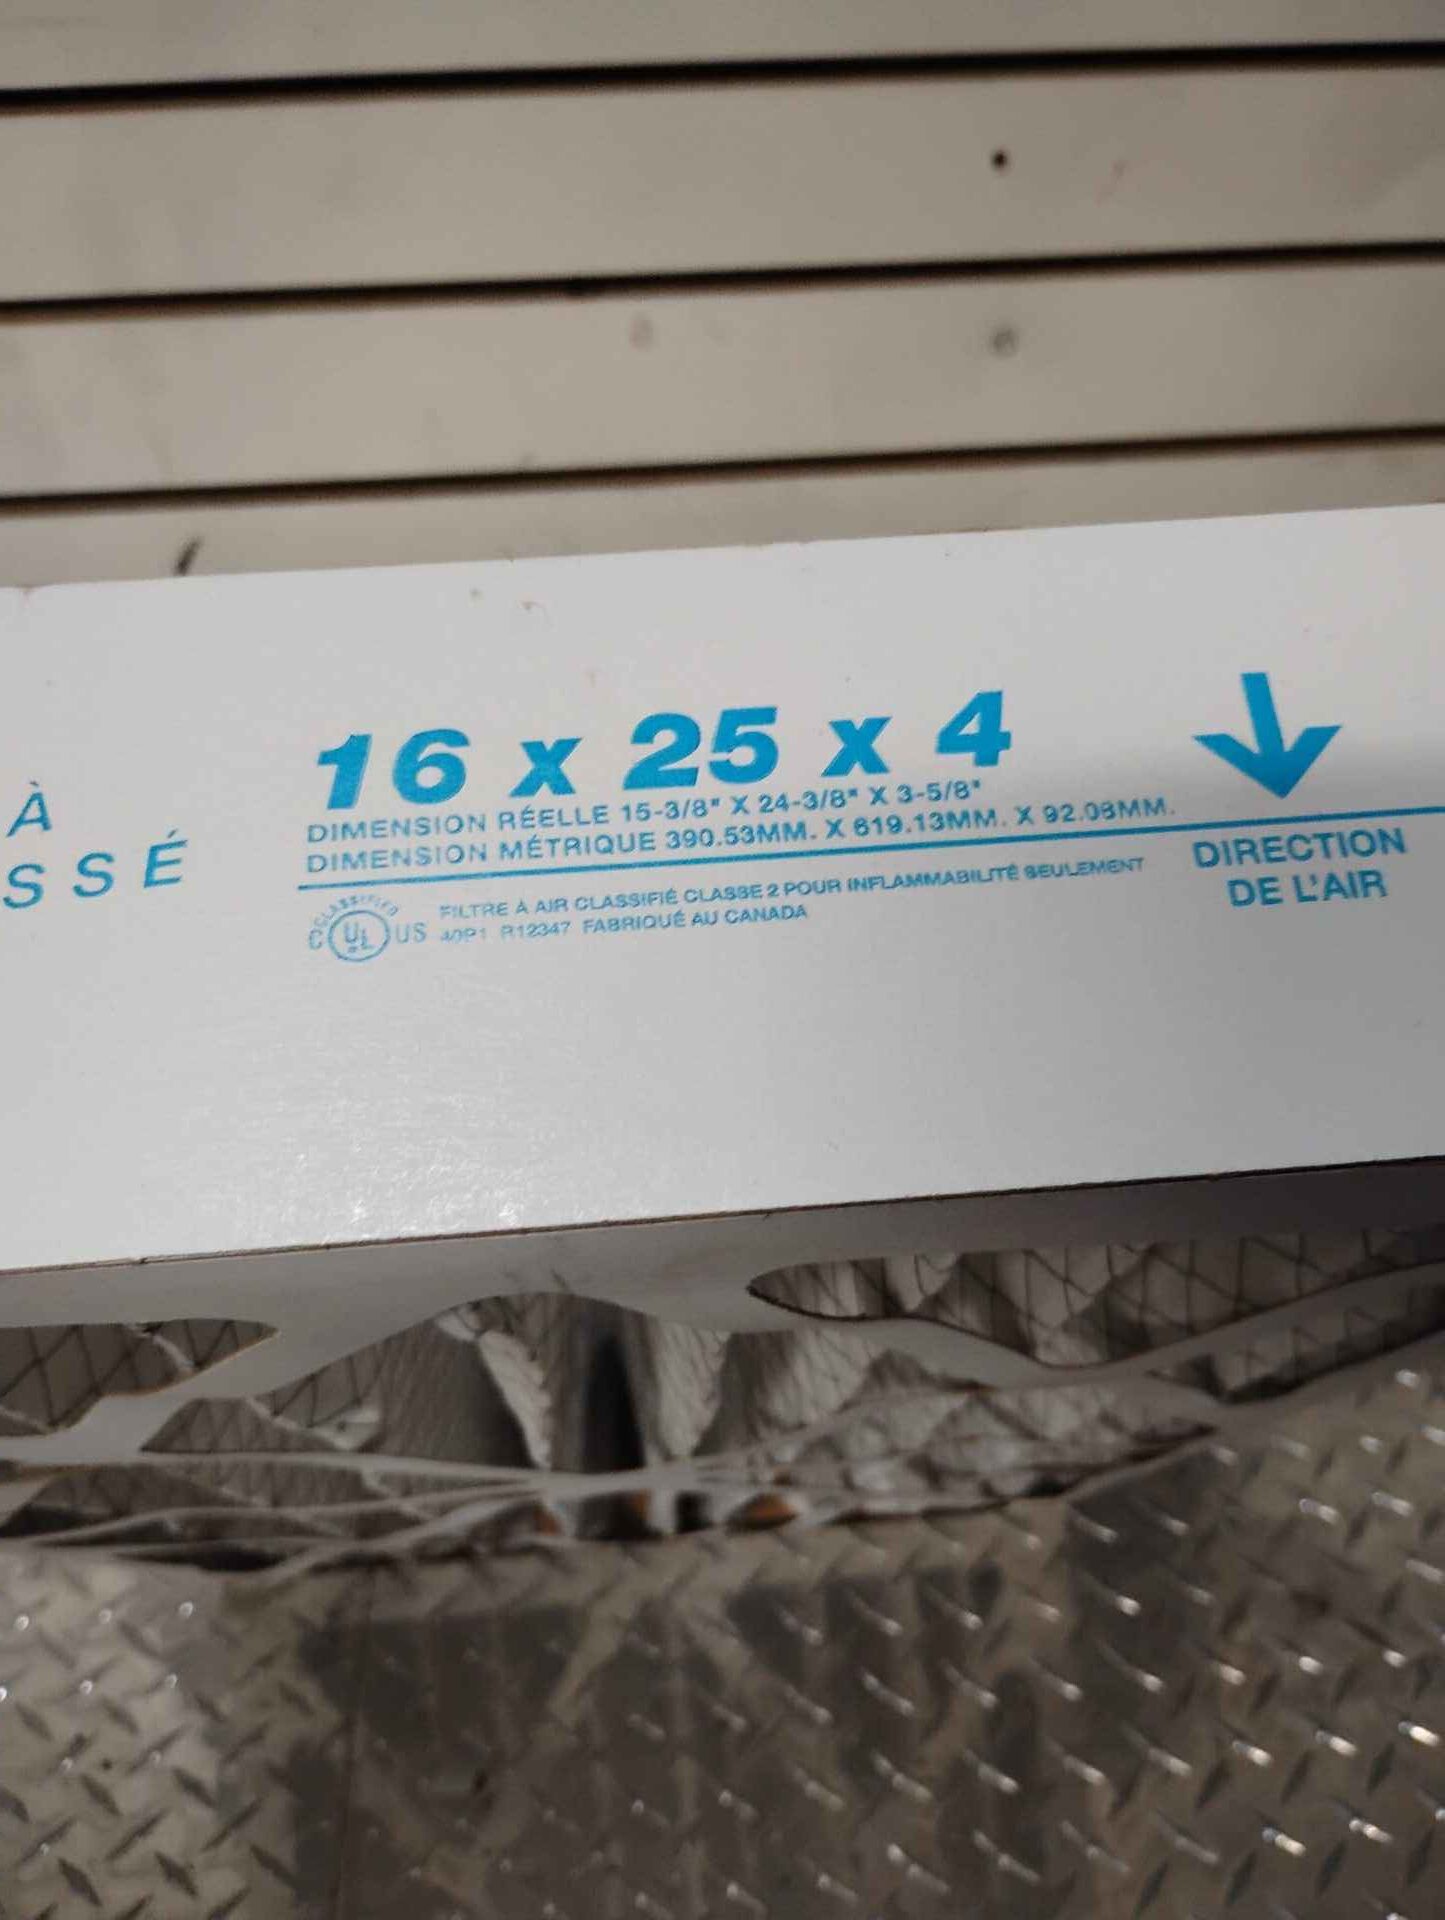 À
SSÉ
16 x 25 x 4
DIMENSION RÉELLE 15-3/8" X 24-3/8" X 3-5/8"
DIMENSION MÉTRIQUE 390.53MM. X 619.13MM. X 92.08MM.
CLASSIFIED
C UL US
FILTRE À AIR CLASSIFIÉ CLASSE 2 POUR INFLAMMABILITÉ SEULEMENT
40P1 R12347 FABRIQUÉ AU CANADA
DIRECTION
DE L'AIR